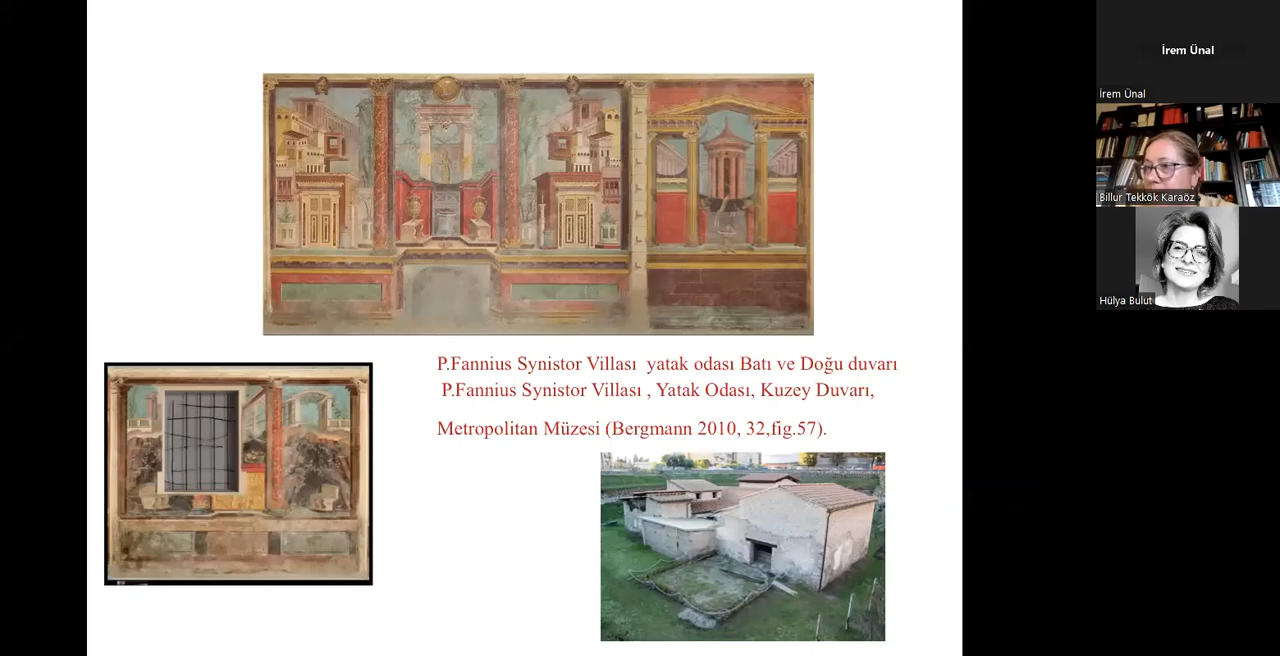 P.Fannius Synistor Villası yatak odası Batı ve Doğu duvarı
P.Fannius Synistor Villası , Yatak Odası, Kuzey Duvarı,
Metropolitan Müzesi (Bergmann 2010, 32,fig.57).
İrem Ünal
İrem Ünal
Billur Tekkök Karaöz
Hülya Bulut